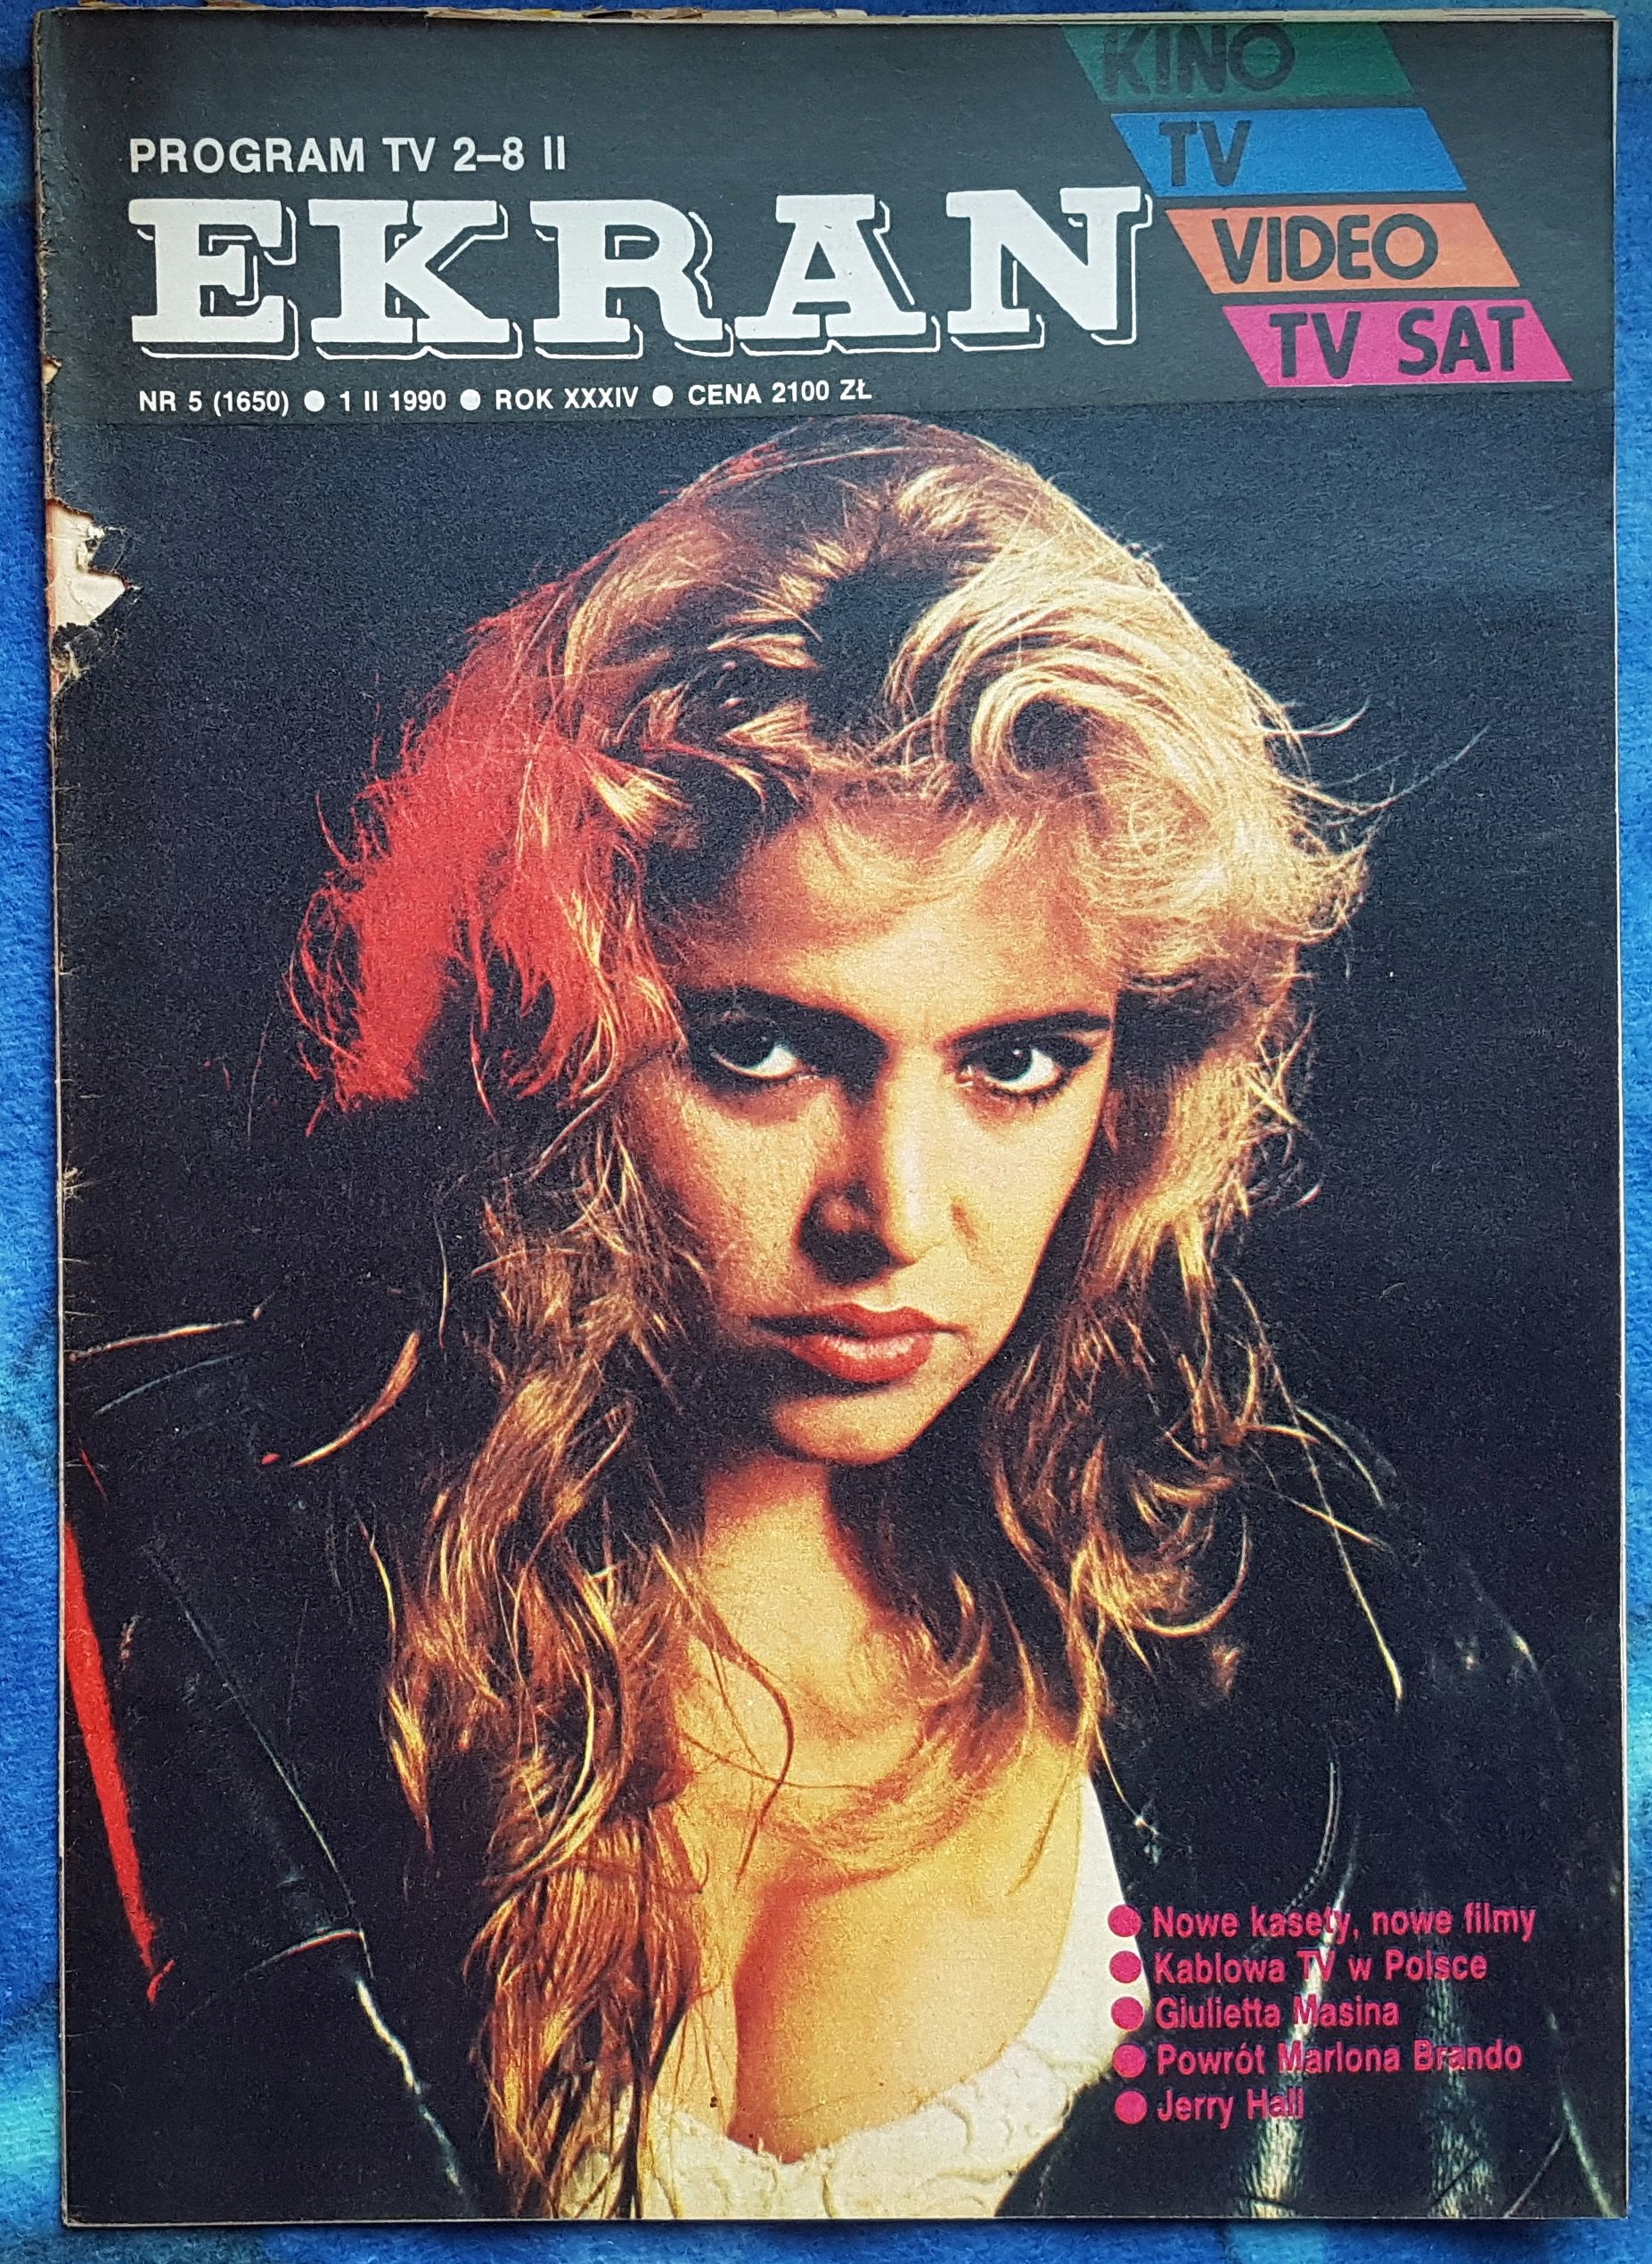 KINO
TV
VIDEO
TV SAT
PROGRAM TV 2–8 II
EKRAN
NR 5 (1650) ● 1 II 1990 ● ROK XXXIV ● CENA 2100 ZŁ
● Nowe kasety, nowe filmy
● Kablowa TV w Polsce
● Giulietta Masina
● Powrót Marlona Brando
● Jerry Hall